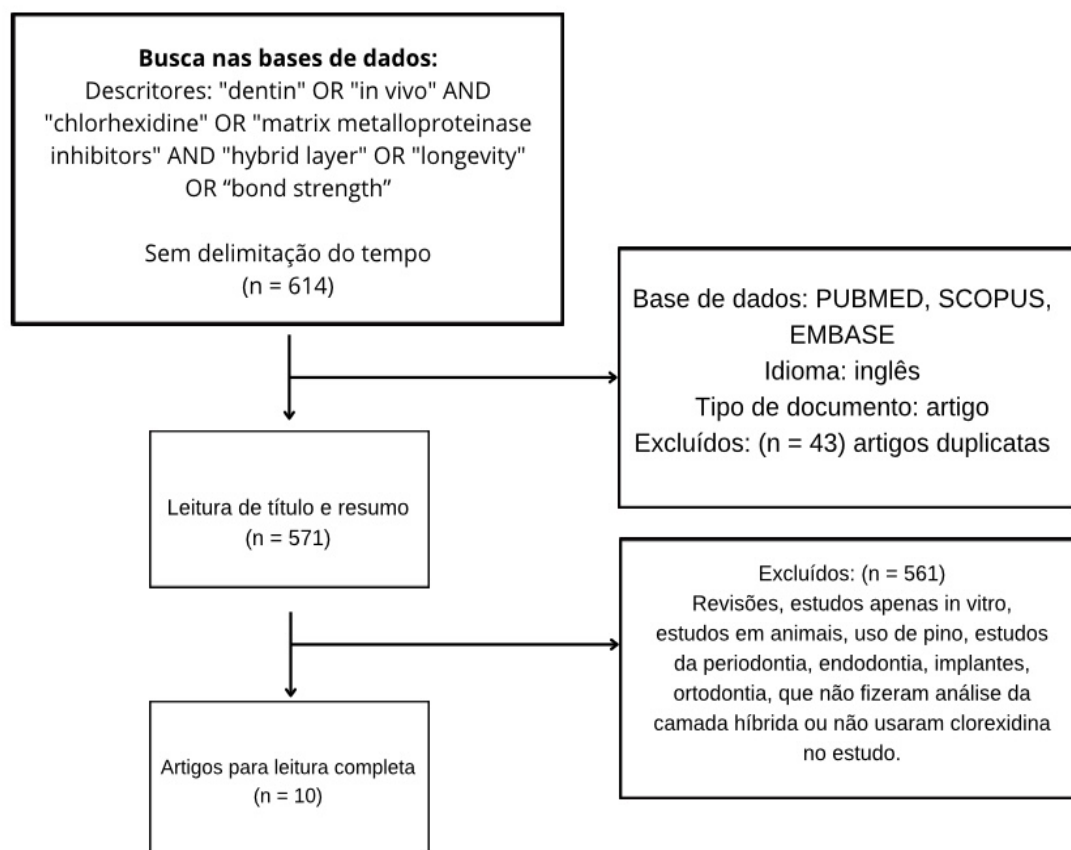 Busca nas bases de dados:
Descritores: "dentin" OR "in vivo" AND
"chlorhexidine" OR "matrix metalloproteinase
inhibitors" AND "hybrid layer" OR "longevity"
OR “bond strength”
Sem delimitação do tempo
(n = 614)
Base de dados: PUBMED, SCOPUS,
EMBASE
Idioma: inglês
Tipo de documento: artigo
Excluídos: (n = 43) artigos duplicatas
Leitura de título e resumo
(n = 571)
Excluídos: (n = 561)
Revisões, estudos apenas in vitro,
estudos em animais, uso de pino, estudos
da periodontia, endodontia, implantes,
ortodontia, que não fizeram análise da
camada híbrida ou não usaram clorexidina
no estudo.
Artigos para leitura completa
(n = 10)